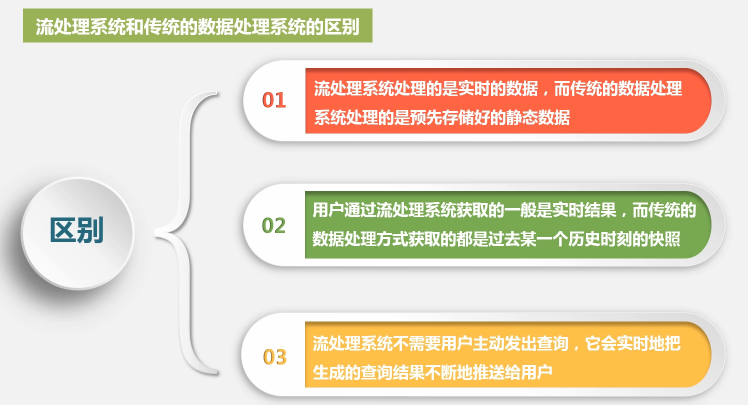 流处理系统和传统的数据处理系统的区别
区别
01
流处理系统处理的是实时的数据，而传统的数据处理
系统处理的是预先存储好的静态数据
02
用户通过流处理系统获取的一般是实时结果，而传统的
数据处理方式获取的都是过去某一个历史时刻的快照
03
流处理系统不需要用户主动发出查询，它会实时地把
生成的查询结果不断地推送给用户